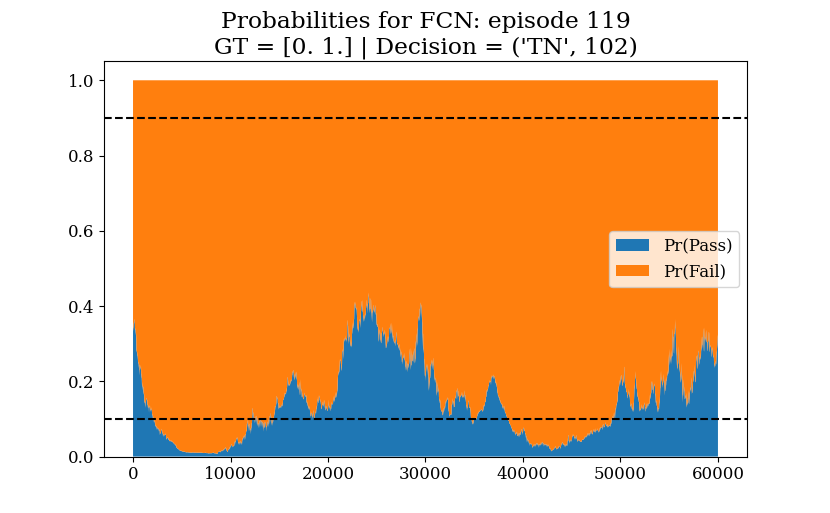 Probabilities for FCN: episode 119
GT = [0. 1.] | Decision = ('TN', 102)
1.0
0.8
0.6
0.4
0.2
0.0
Pr(Pass)
Pr(Fail)
0 10000 20000 30000 40000 50000 60000